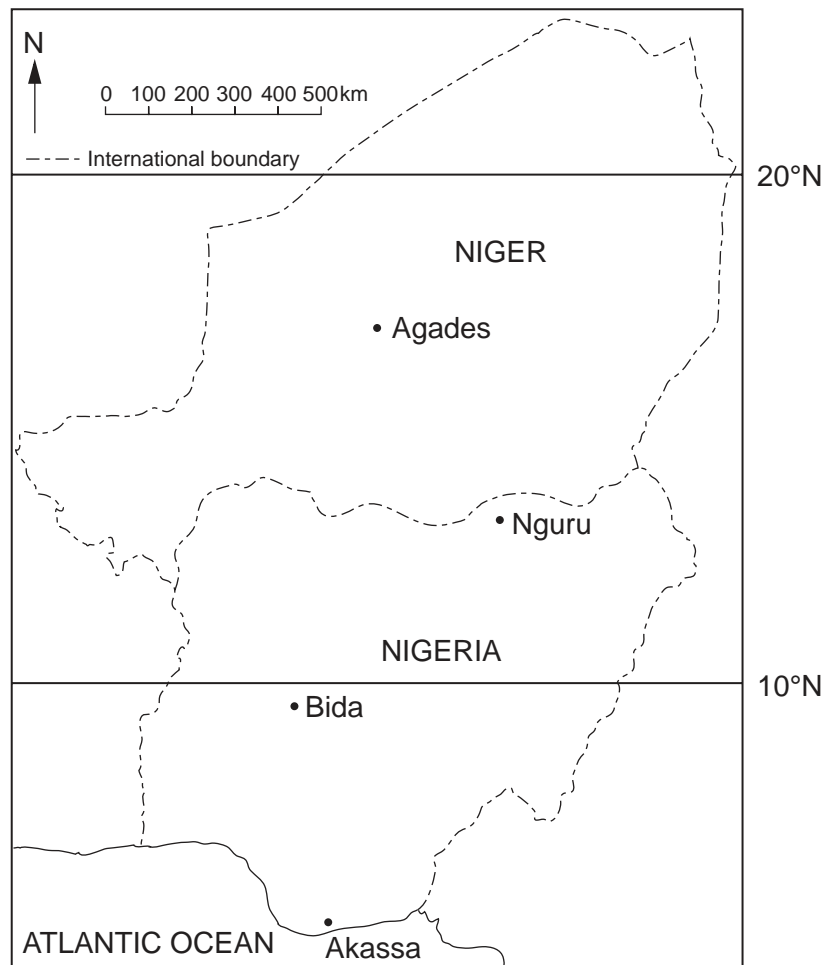 N
0 100 200 300 400 500km
International boundary
20°N
NIGER
Agades
Nguru
NIGERIA
10°N
Bida
ATLANTIC OCEAN
Akassa